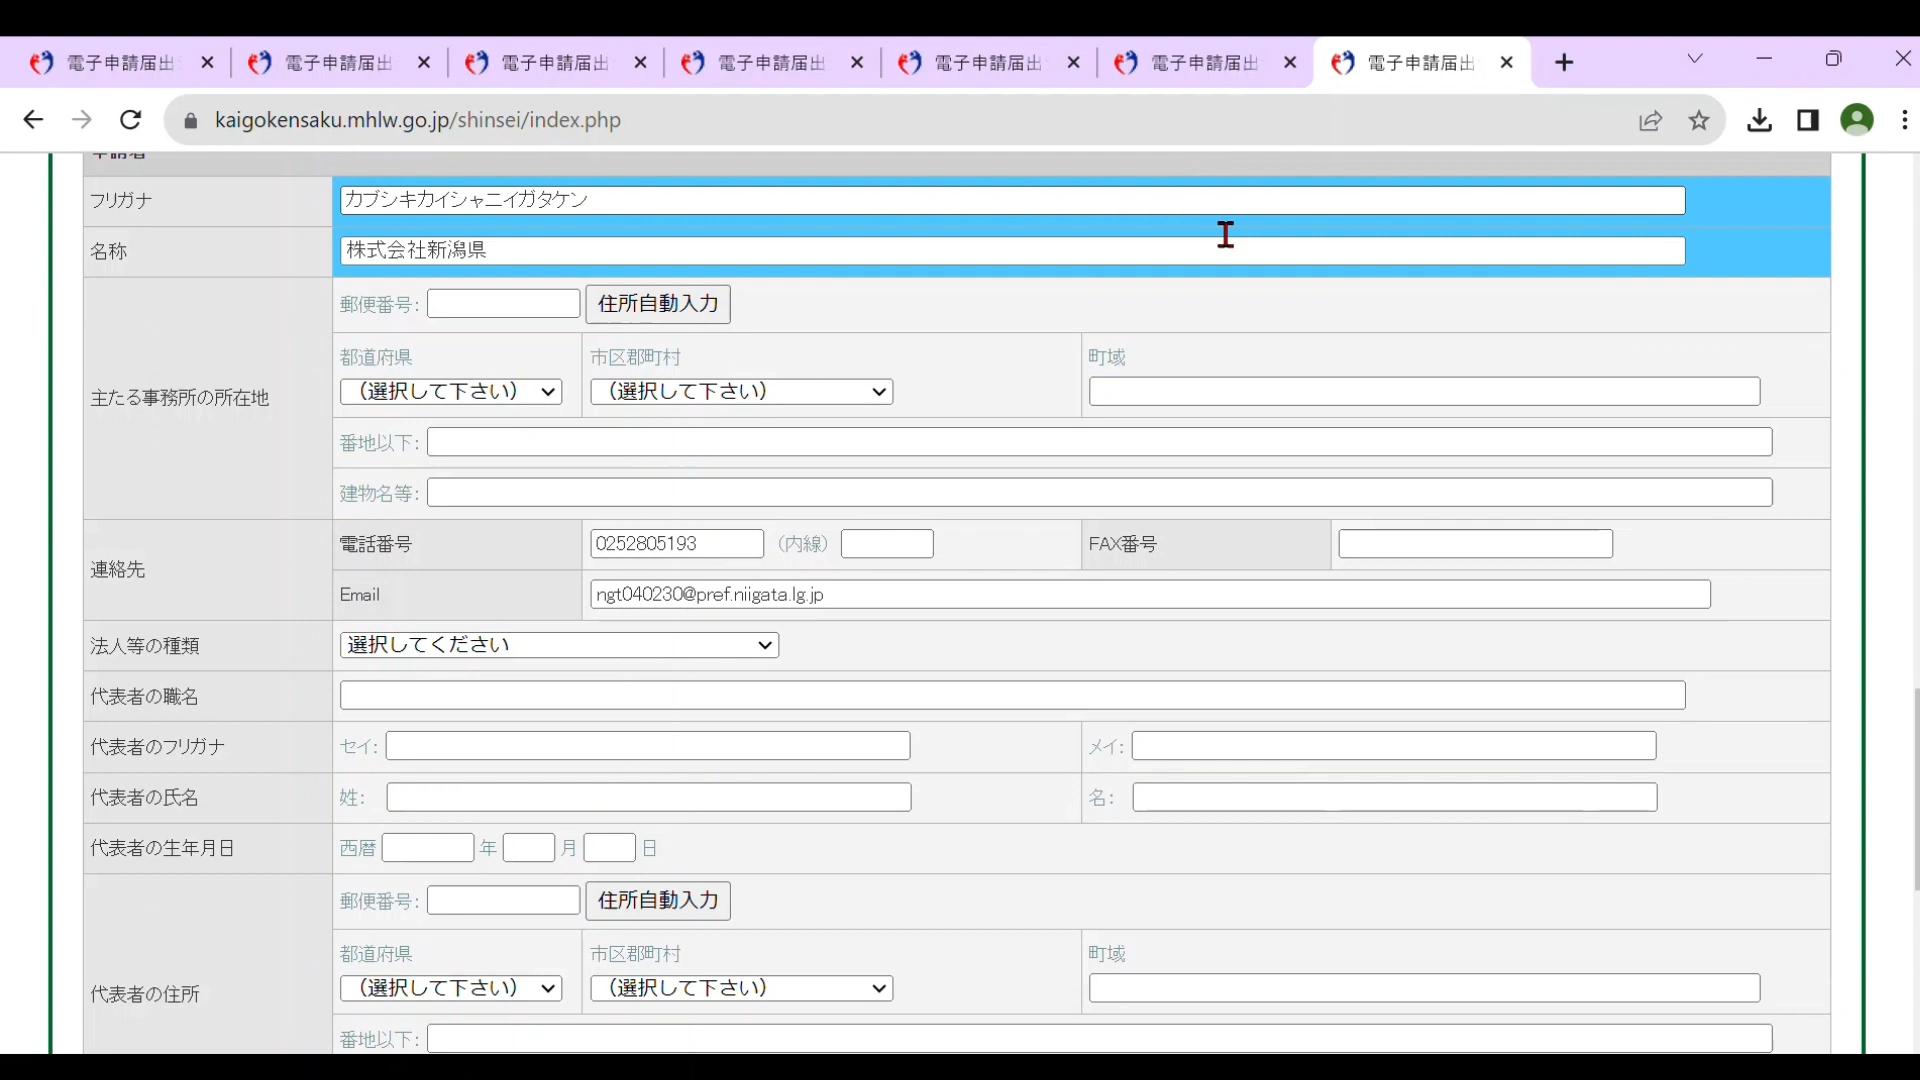 電子申請届出
電子申請届出
電子申請届出
電子申請届出
電子申請届出
電子申請届出
電子申請届出
kaigokensaku.mhlw.go.jp/shinsei/index.php
申請者
フリガナ
カブシキカイシャニイガタケン
名称
株式会社新潟県
主たる事務所の所在地
郵便番号:
住所自動入力
都道府県
市区郡町村
町域
（選択して下さい）
（選択して下さい）
番地以下:
建物名等:
連絡先
電話番号
0252805193
（内線）
FAX番号
Email
ngt040230@pref.niigata.lg.jp
法人等の種類
選択してください
代表者の職名
代表者のフリガナ
セイ:
メイ:
代表者の氏名
姓:
名:
代表者の生年月日
西暦 年 月 日
代表者の住所
郵便番号:
住所自動入力
都道府県
市区郡町村
町域
（選択して下さい）
（選択して下さい）
番地以下: